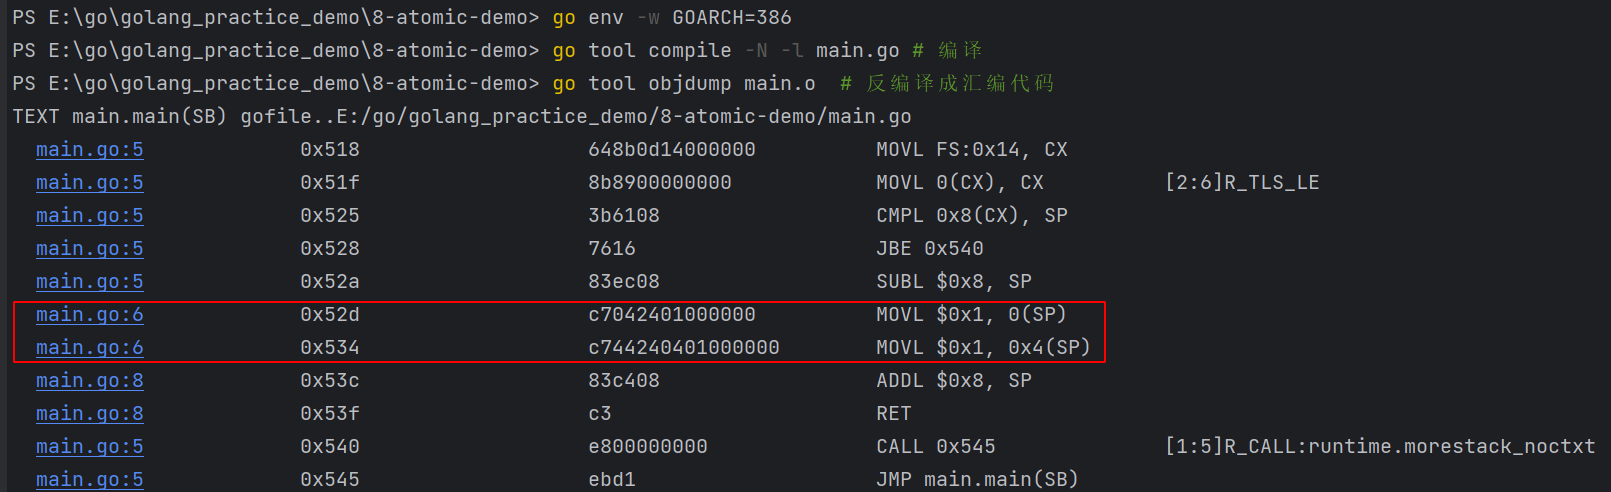 PS E:\go\golang_practice_demo\8-atomic-demo> go env -w GOARCH=386
PS E:\go\golang_practice_demo\8-atomic-demo> go tool compile -N -l main.go # 编译
PS E:\go\golang_practice_demo\8-atomic-demo> go tool objdump main.o  # 反编译成汇编代码
TEXT main.main(SB) gofile..E:/go/golang_practice_demo/8-atomic-demo/main.go
main.go:5 0x518 648b0d14000000 MOVL FS:0x14, CX
main.go:5 0x51f 8b8900000000 MOVL 0(CX), CX [2:6]R_TLS_LE
main.go:5 0x525 3b6108 CMPL 0x8(CX), SP
main.go:5 0x528 7616 JBE 0x540
main.go:5 0x52a 83ec08 SUBL $0x8, SP
main.go:6 0x52d c7042401000000 MOVL $0x1, 0(SP)
main.go:6 0x534 c744240401000000 MOVL $0x1, 0x4(SP)
main.go:8 0x53c 83c408 ADDL $0x8, SP
main.go:8 0x53f c3 RET
main.go:5 0x540 e800000000 CALL 0x545 [1:5]R_CALL:runtime.morestack_noctxt
main.go:5 0x545 ebd1 JMP main.main(SB)